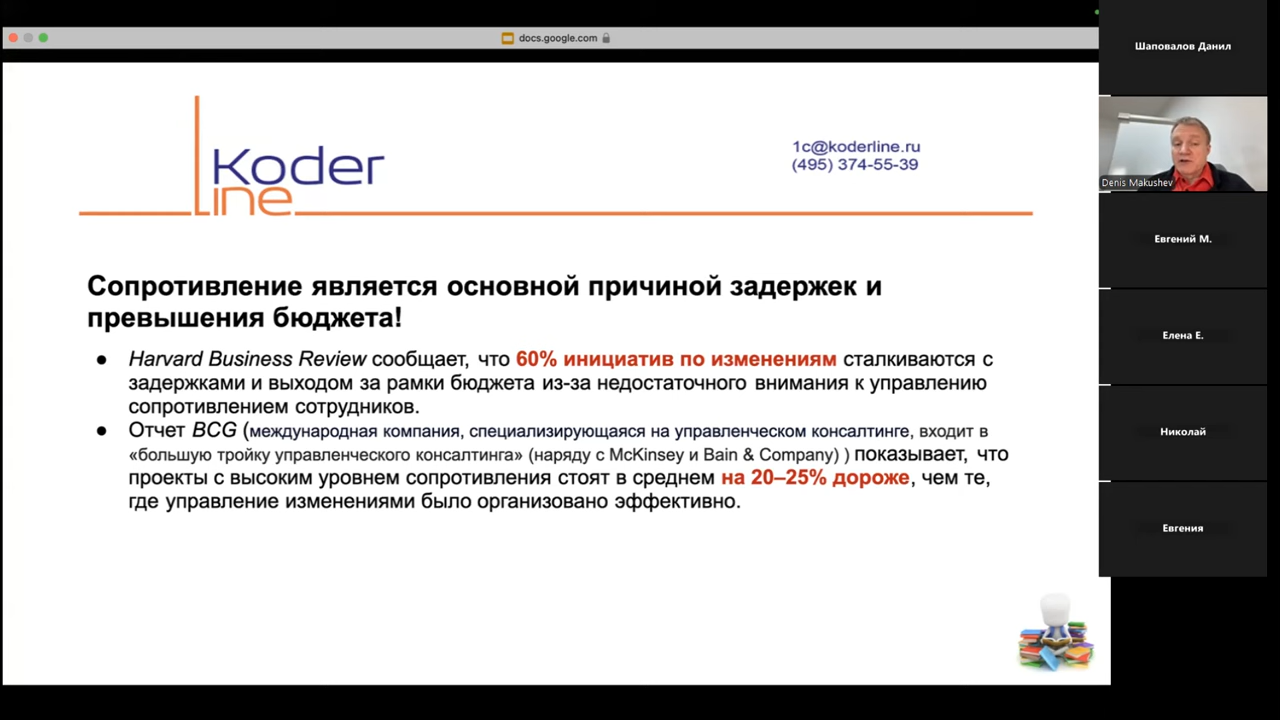 docs.google.com
Koder
line
1c@koderline.ru
(495) 374-55-39
Сопротивление является основной причиной задержек и
превышения бюджета!
● Harvard Business Review сообщает, что 60% инициатив по изменениям сталкиваются с
задержками и выходом за рамки бюджета из-за недостаточного внимания к управлению
сопротивлением сотрудников.
● Отчет BCG (международная компания, специализирующаяся на управленческом консалтинге, входит в
«большую тройку управленческого консалтинга» (наряду с McKinsey и Bain & Company) ) показывает, что
проекты с высоким уровнем сопротивления стоят в среднем на 20–25% дороже, чем те,
где управление изменениями было организовано эффективно.
Шаповалов Данил
Denis Makushev
Евгений М.
Елена Е.
Николай
Евгения